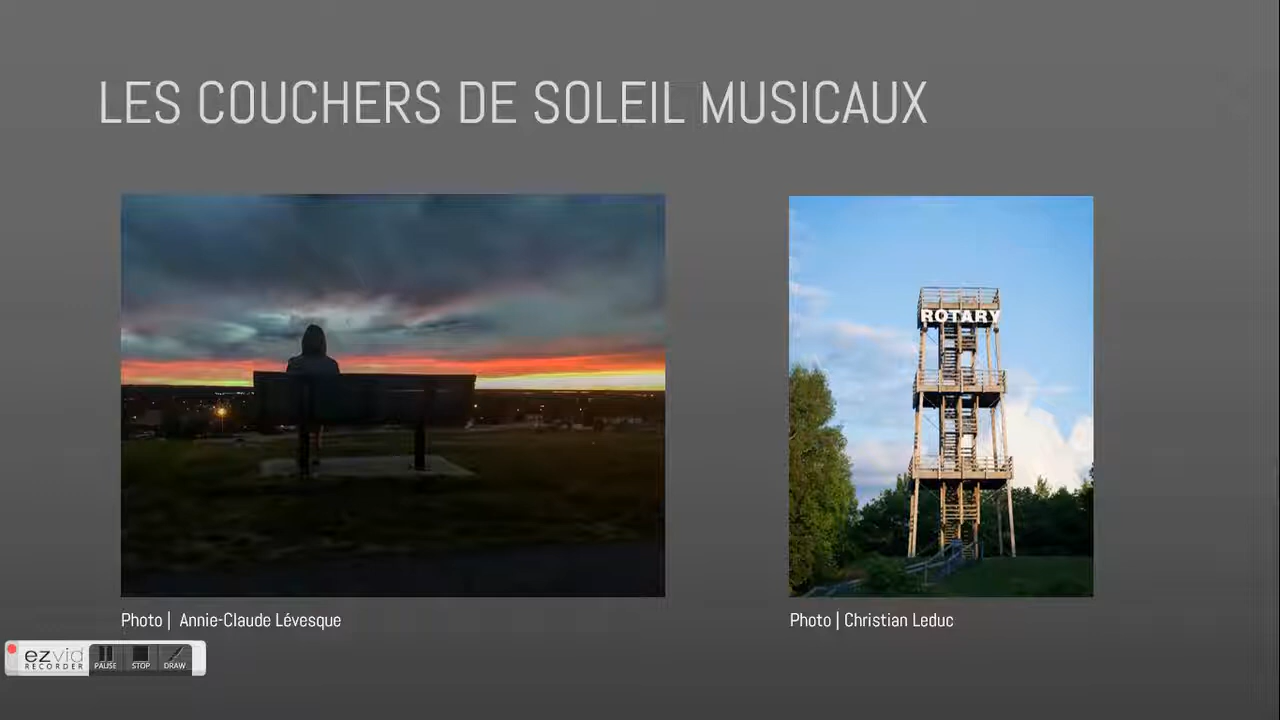 LES COUCHERS DE SOLEIL MUSICAUX
ROTARY
Photo | Annie-Claude Lévesque
Photo | Christian Leduc
ezvid
RECORDER
PAUSE
STOP
DRAW